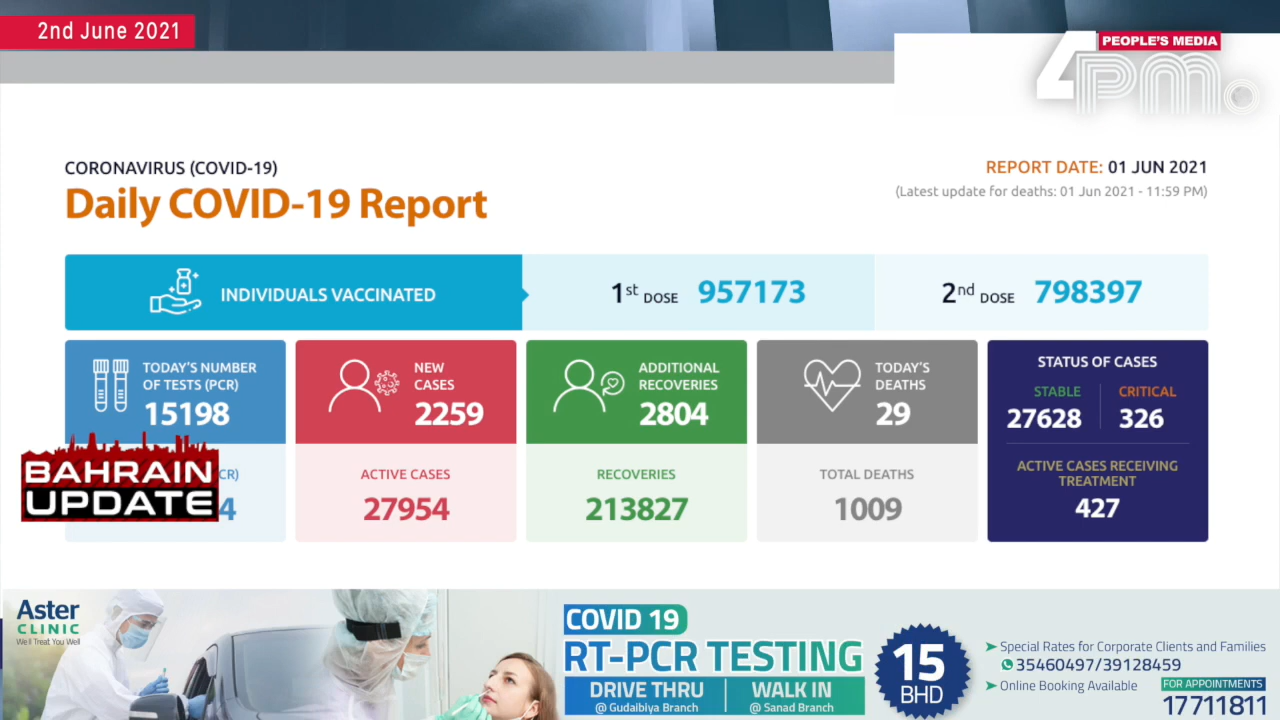 2nd June 2021
PEOPLE'S MEDIA
4PM
CORONAVIRUS (COVID-19)
Daily COVID-19 Report
REPORT DATE: 01 JUN 2021
(Latest update for deaths: 01 Jun 2021 - 11:59 PM)
INDIVIDUALS VACCINATED
1st DOSE 957173
2nd DOSE 798397
TODAY'S NUMBER
OF TESTS (PCR)
15198
NEW
CASES
2259
ADDITIONAL
RECOVERIES
2804
TODAY'S
DEATHS
29
STATUS OF CASES
STABLE
27628
CRITICAL
326
BAHRAIN
UPDATE
CR)
4
ACTIVE CASES
27954
RECOVERIES
213827
TOTAL DEATHS
1009
ACTIVE CASES RECEIVING
TREATMENT
427
Aster
CLINIC
We'll Treat You Well
COVID 19
RT-PCR TESTING
DRIVE THRU
@ Gudaibiya Branch
WALK IN
@ Sanad Branch
15
BHD
Special Rates for Corporate Clients and Families
35460497/39128459
Online Booking Available
FOR APPOINTMENTS
17711811